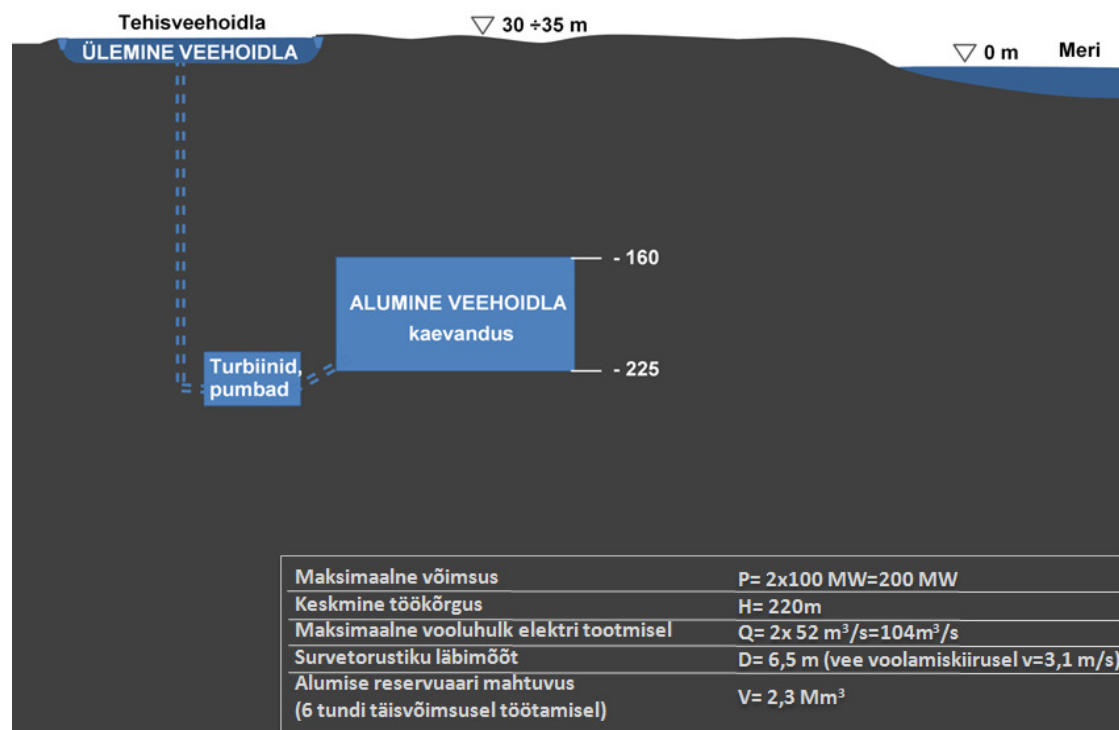 Tehisveehoidla
▽ 30 ÷35 m
ÜLEMINE VEEHOIDLA
▽ 0 m Meri
- 160
ALUMINE VEEHOIDLA
kaevandus
- 225
Turbiinid,
pumbad
Maksimaalne võimsus P= 2x100 MW=200 MW
Keskmine töökõrgus H= 220m
Maksimaalne vooluhulk elektri tootmisel Q= 2x 52 m³/s=104m³/s
Survetorustiku läbimõõt D= 6,5 m (vee voolamiskiirusel v=3,1 m/s)
Alumise reservuaari mahtuvus
(6 tundi täisvõimsusel töötamisel) V= 2,3 Mm³